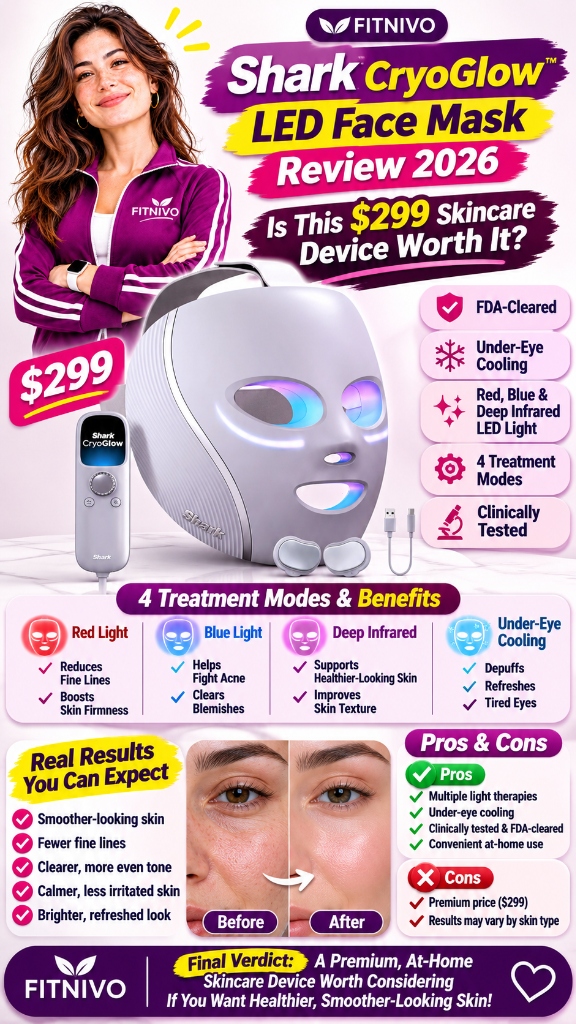 FITNIVO
Shark CryoGlow™
LED Face Mask
Review 2026
Is This $299 Skincare
Device Worth It?
FITNIVO
$299
FDA-Cleared
Under-Eye
Cooling
Red, Blue &
Deep Infrared
LED Light
4 Treatment
Modes
Clinically
Tested
Shark
CryoGlow
Shark
Shark
4 Treatment Modes & Benefits
Red Light
Reduces
Fine Lines
Boosts
Skin Firmness
Blue Light
Helps
Fight Acne
Clears
Blemishes
Deep Infrared
Supports
Healthier-Looking Skin
Improves
Skin Texture
Under-Eye
Cooling
Depuffs
Refreshes
Tired Eyes
Real Results
You Can Expect
Smoother-looking skin
Fewer fine lines
Clearer, more even tone
Calmer, less irritated skin
Brighter, refreshed look
Before
After
Pros & Cons
Pros
Multiple light therapies
Under-eye cooling
Clinically tested & FDA-cleared
Convenient at-home use
Cons
Premium price ($299)
Results may vary by skin type
FITNIVO
Final Verdict: A Premium, At-Home
Skincare Device Worth Considering
If You Want Healthier, Smoother-Looking Skin!